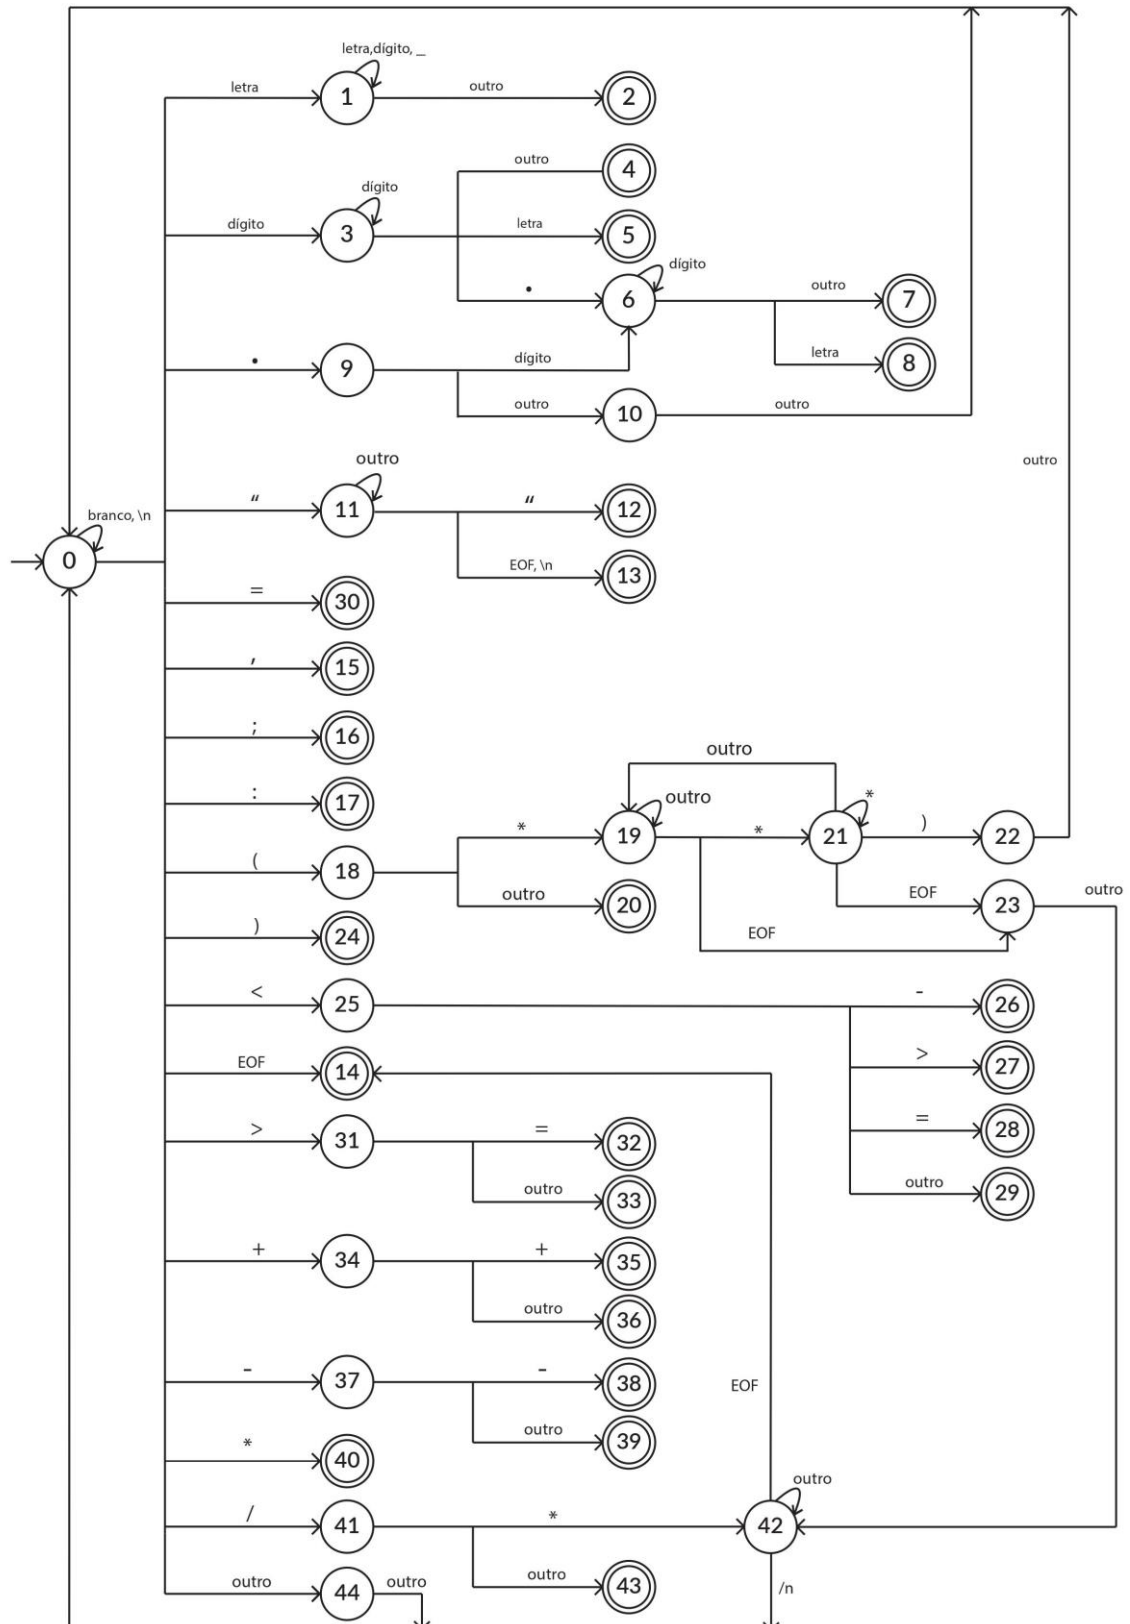 letra,dígito, _
letra 1 outro 2
outro 4
dígito
dígito 3 letra 5
dígito
. 6 outro 7
. 9 dígito letra 8
outro 10 outro
outro
outro
“ 11 “ 12
branco, \n
0 EOF, \n 13
= 30
, 15
; 16
outro
: 17 outro *
* 19 * 21 ) 22
( 18
outro 20 EOF 23 outro
) 24 EOF
< 25 - 26
EOF 14 > 27
> 31 = 32 = 28
outro 33 outro 29
+ 34 + 35
outro 36
- 37 - 38 EOF
outro 39
* 40 outro
/ 41 * 42
outro 44 outro outro 43 /n